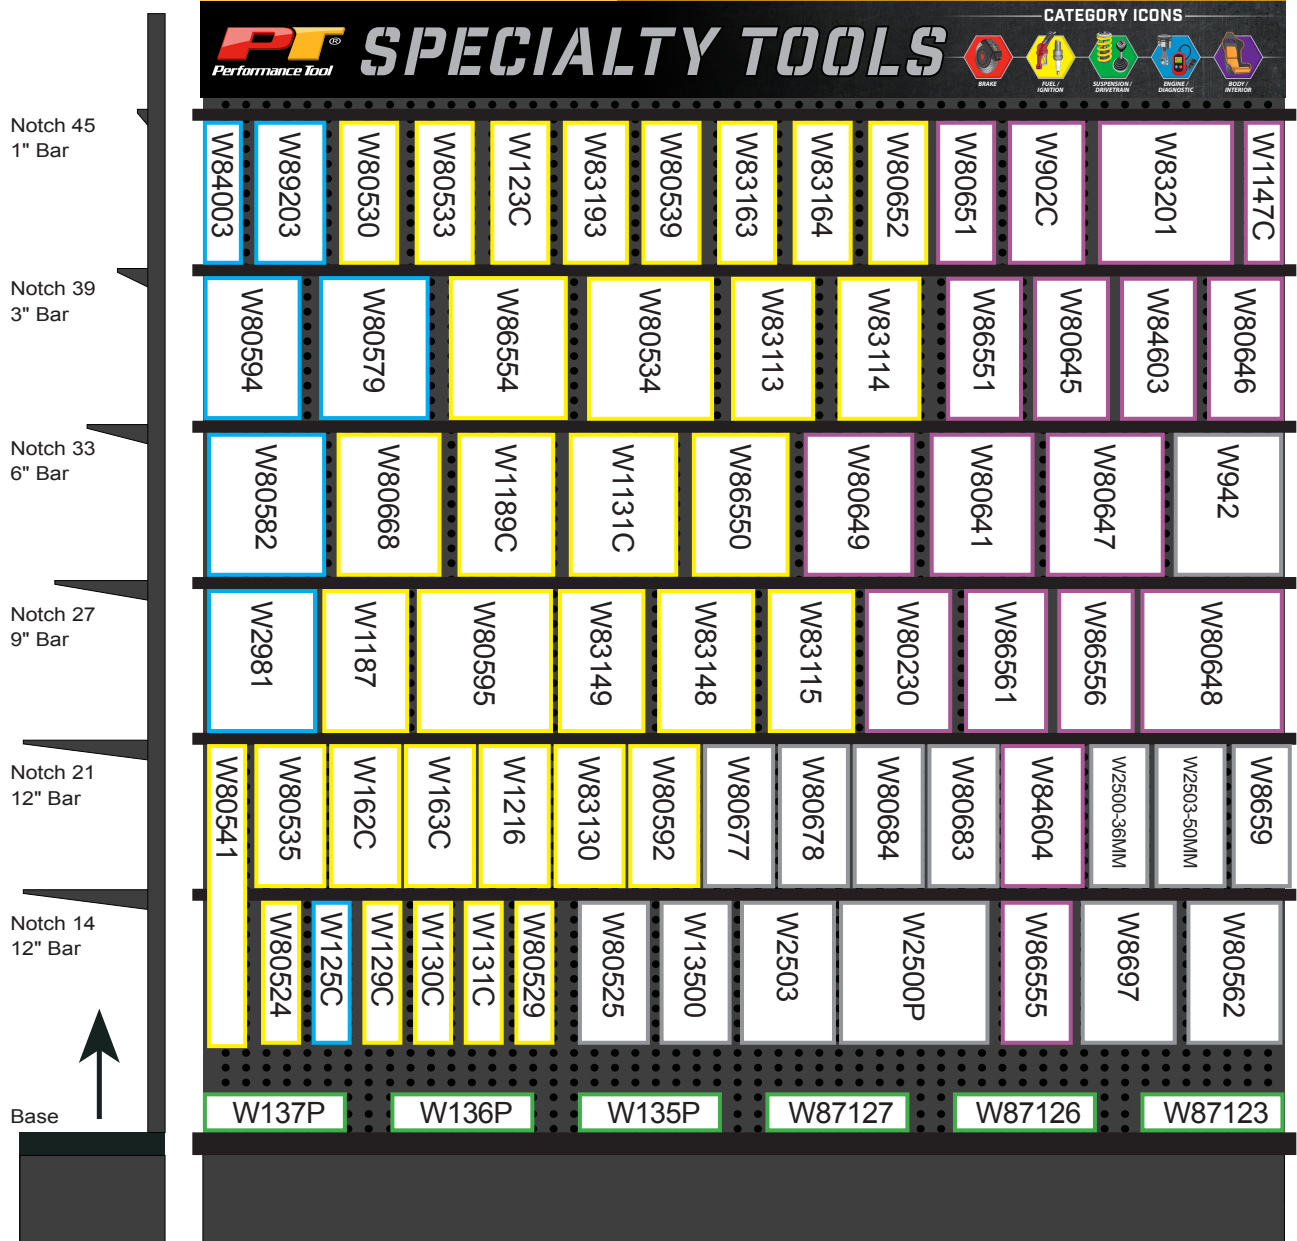 PT®
Performance Tool
SPECIALTY TOOLS
CATEGORY ICONS
BRAKE
FUEL /
IGNITION
SUSPENSION /
DRIVETRAIN
ENGINE /
DIAGNOSTIC
BODY /
INTERIOR
Notch 45
1" Bar
W84003
W89203
W80530
W80533
W123C
W83193
W80539
W83163
W83164
W80652
W80651
W902C
W83201
W1147C
Notch 39
3" Bar
W80594
W80579
W86554
W80534
W83113
W83114
W86551
W80645
W84603
W80646
Notch 33
6" Bar
W80582
W80668
W1189C
W1131C
W86550
W80649
W80641
W80647
W942
Notch 27
9" Bar
W2981
W1187
W80595
W83149
W83148
W83115
W80230
W86561
W86556
W80648
Notch 21
12" Bar
W80541
W80535
W162C
W163C
W1216
W83130
W80592
W80677
W80678
W80684
W80683
W84604
W2500-36MM
W2503-50MM
W8659
Notch 14
12" Bar
W80524
W125C
W129C
W130C
W131C
W80529
W80525
W13500
W2503
W2500P
W86555
W8697
W80562
Base
W137P
W136P
W135P
W87127
W87126
W87123